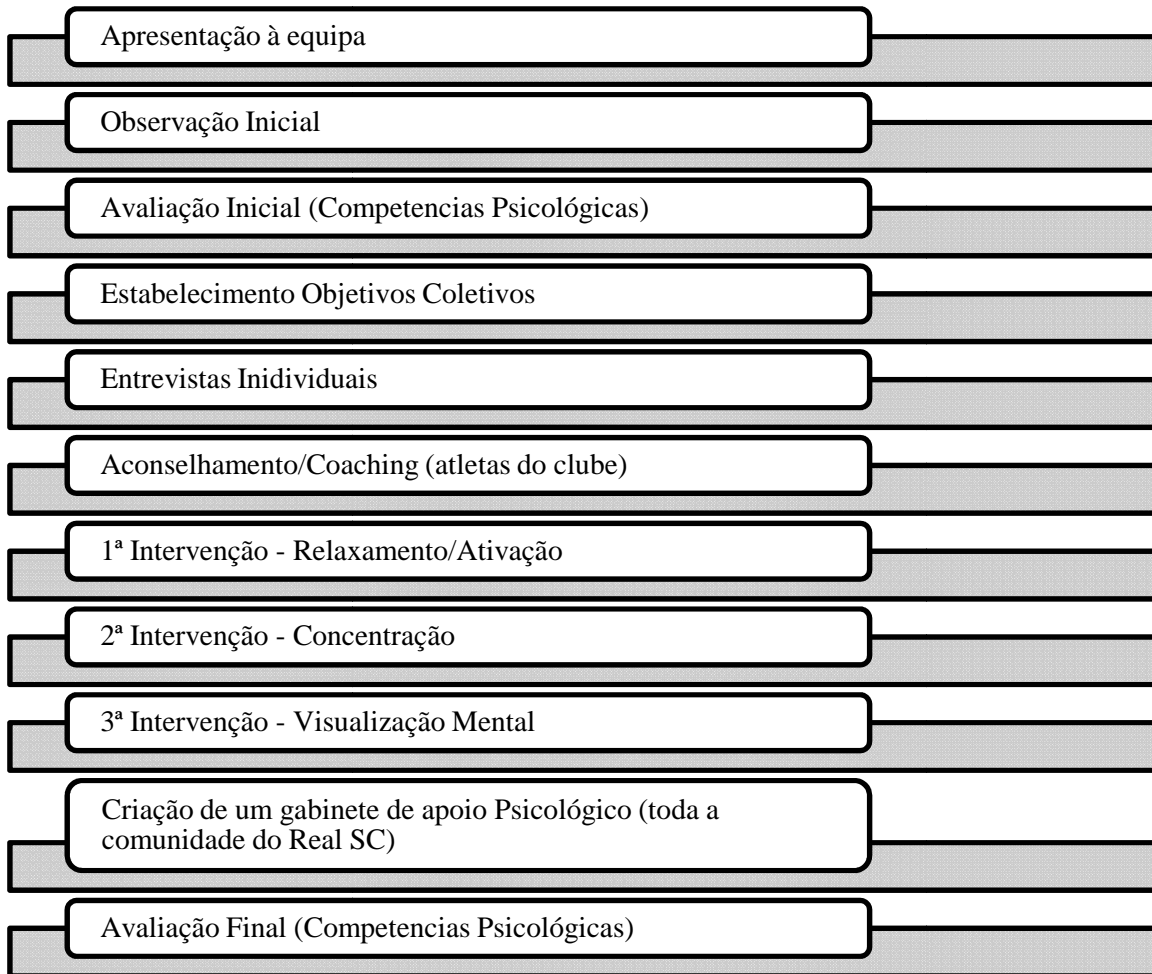 Apresentação à equipa
Observação Inicial
Avaliação Inicial (Competencias Psicológicas)
Estabelecimento Objetivos Coletivos
Entrevistas Inidividuais
Aconselhamento/Coaching (atletas do clube)
1ª Intervenção - Relaxamento/Ativação
2ª Intervenção - Concentração
3ª Intervenção - Visualização Mental
Criação de um gabinete de apoio Psicológico (toda a
comunidade do Real SC)
Avaliação Final (Competencias Psicológicas)